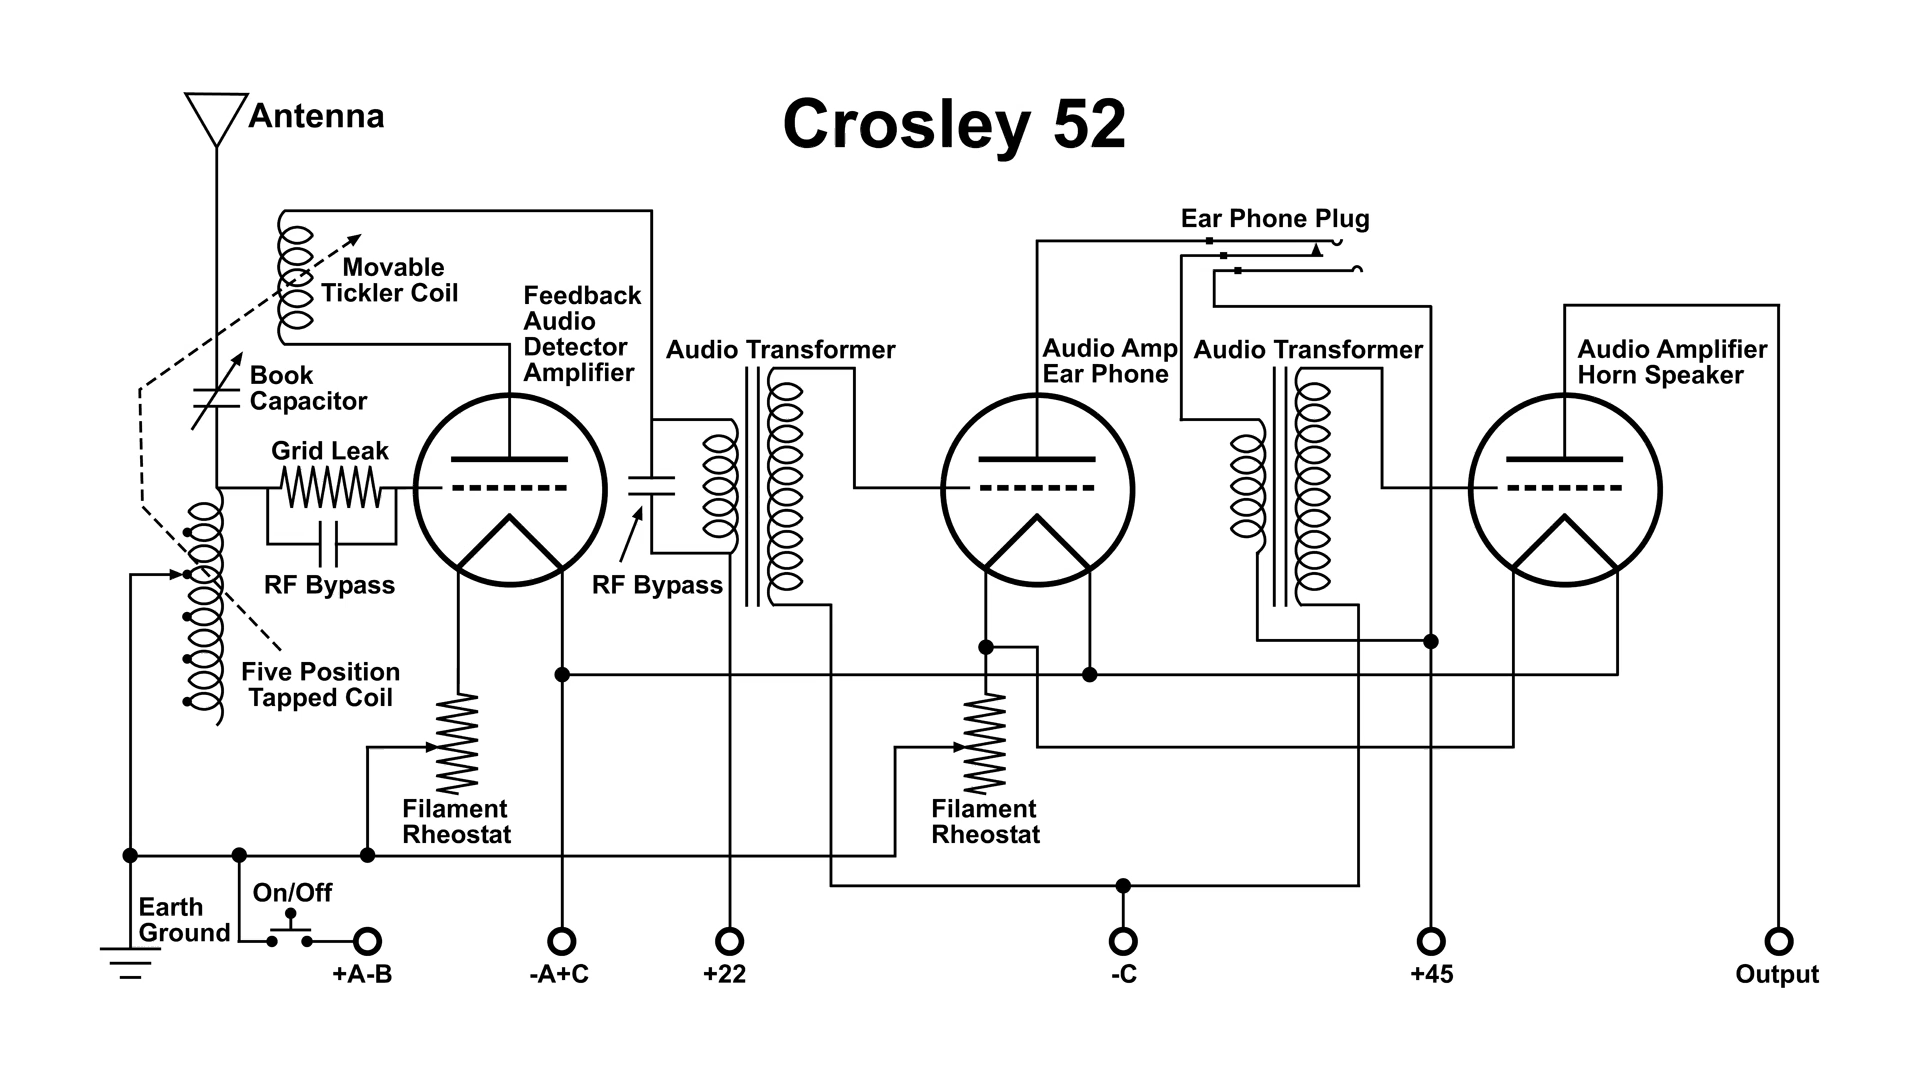 Crosley 52
Antenna
Ear Phone Plug
Movable
Tickler Coil
Feedback
Audio
Detector
Amplifier
Audio Transformer
Audio Amp
Ear Phone
Audio Transformer
Audio Amplifier
Horn Speaker
Book
Capacitor
Grid Leak
RF Bypass
RF Bypass
Five Position
Tapped Coil
Filament
Rheostat
Filament
Rheostat
On/Off
Earth
Ground
+A-B
-A+C
+22
-C
+45
Output